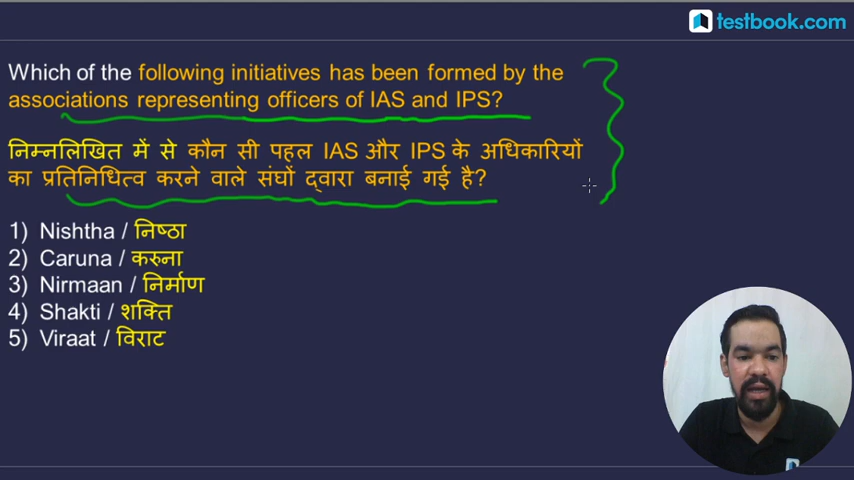 testbook.com
Which of the following initiatives has been formed by the
associations representing officers of IAS and IPS?
निम्नलिखित में से कौन सी पहल IAS और IPS के अधिकारियों
का प्रतिनिधित्व करने वाले संघों द्वारा बनाई गई है?
1) Nishtha / निष्ठा
2) Caruna / करुना
3) Nirmaan / निर्माण
4) Shakti / शक्ति
5) Viraat / विराट